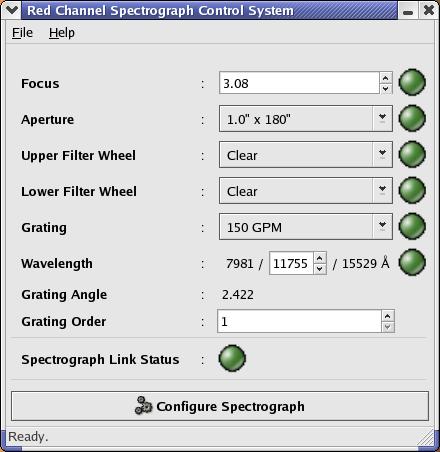 Red Channel Spectrograph Control System
File Help
Focus : 3.08
Aperture : 1.0" x 180"
Upper Filter Wheel : Clear
Lower Filter Wheel : Clear
Grating : 150 GPM
Wavelength : 7981 / 11755 / 15529 Å
Grating Angle : 2.422
Grating Order : 1
Spectrograph Link Status :
Configure Spectrograph
Ready.